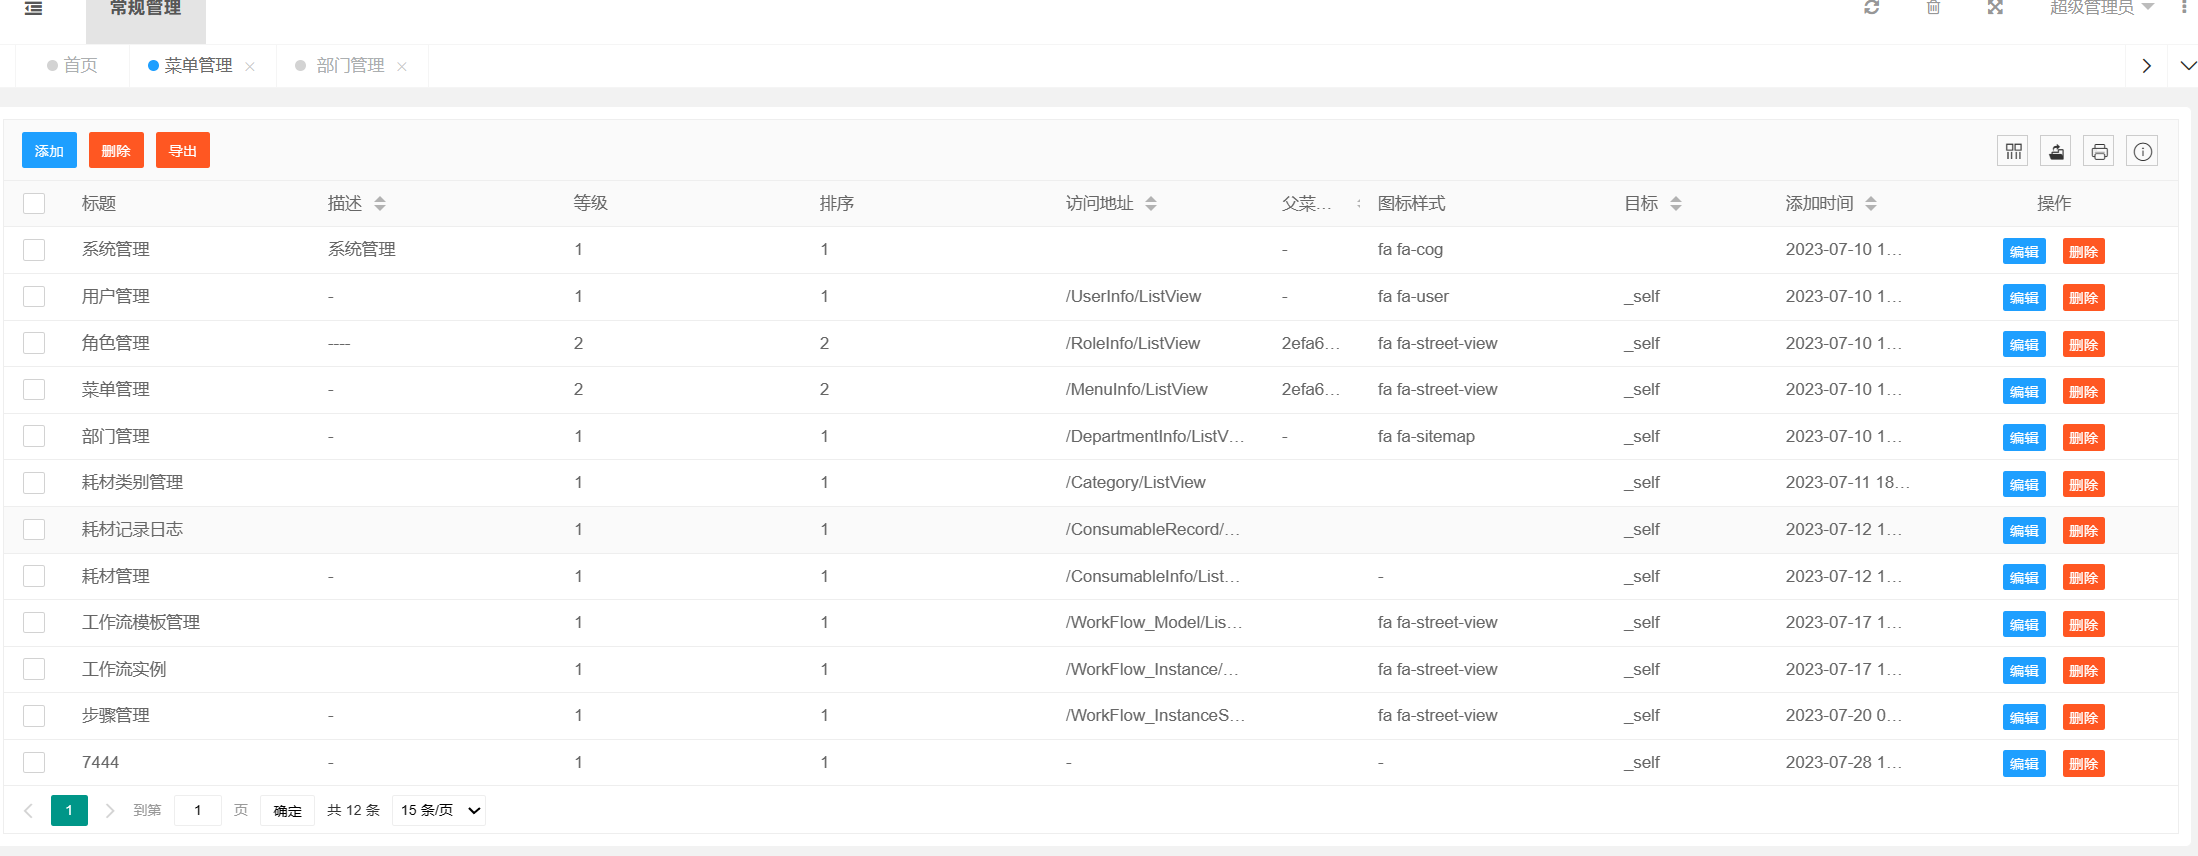 常规管理 超级管理员
首页 菜单管理 部门管理
添加 删除 导出
标题 描述 等级 排序 访问地址 父菜... 图标样式 目标 添加时间 操作
系统管理 系统管理 1 1 - fa fa-cog 2023-07-10 1... 编辑 删除
用户管理 - 1 1 /UserInfo/ListView - fa fa-user _self 2023-07-10 1... 编辑 删除
角色管理 ---- 2 2 /RoleInfo/ListView 2efa6... fa fa-street-view _self 2023-07-10 1... 编辑 删除
菜单管理 - 2 2 /MenuInfo/ListView 2efa6... fa fa-street-view _self 2023-07-10 1... 编辑 删除
部门管理 - 1 1 /DepartmentInfo/ListV... - fa fa-sitemap _self 2023-07-10 1... 编辑 删除
耗材类别管理 1 1 /Category/ListView _self 2023-07-11 18... 编辑 删除
耗材记录日志 1 1 /ConsumableRecord/... _self 2023-07-12 1... 编辑 删除
耗材管理 - 1 1 /ConsumableInfo/List... - _self 2023-07-12 1... 编辑 删除
工作流模板管理 1 1 /WorkFlow_Model/Lis... fa fa-street-view _self 2023-07-17 1... 编辑 删除
工作流实例 1 1 /WorkFlow_Instance/... fa fa-street-view _self 2023-07-17 1... 编辑 删除
步骤管理 - 1 1 /WorkFlow_InstanceS... fa fa-street-view _self 2023-07-20 0... 编辑 删除
7444 - 1 1 - - _self 2023-07-28 1... 编辑 删除
1 到第 1 页 确定 共 12 条 15 条/页